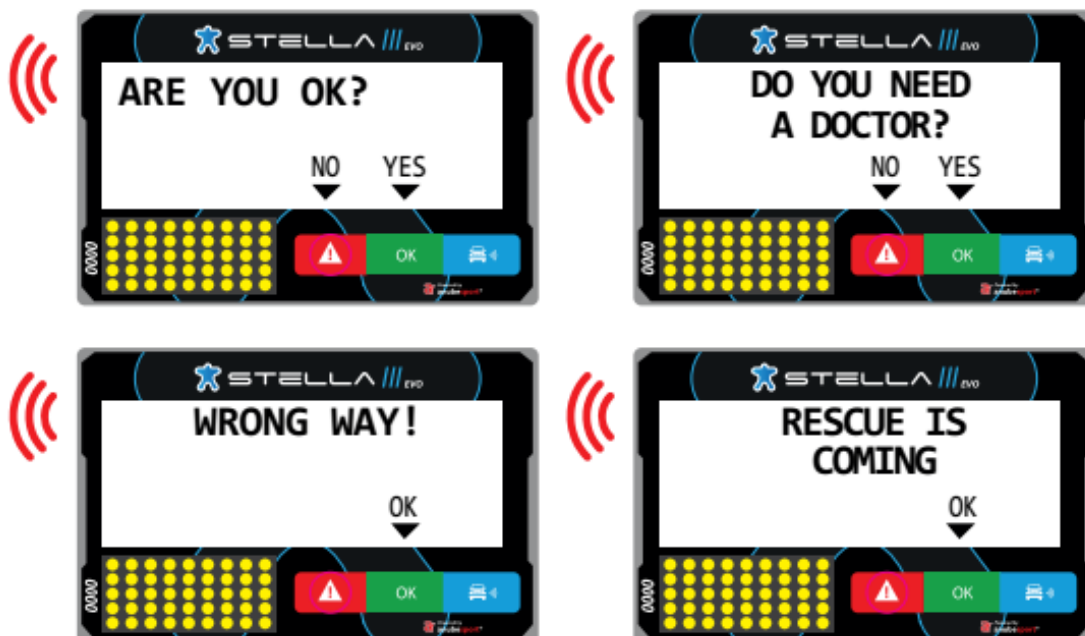 STELLA III EVO
ARE YOU OK?
NO YES
OK
STELLA III EVO
DO YOU NEED
A DOCTOR?
NO YES
OK
STELLA III EVO
WRONG WAY!
OK
OK
STELLA III EVO
RESCUE IS
COMING
OK
OK